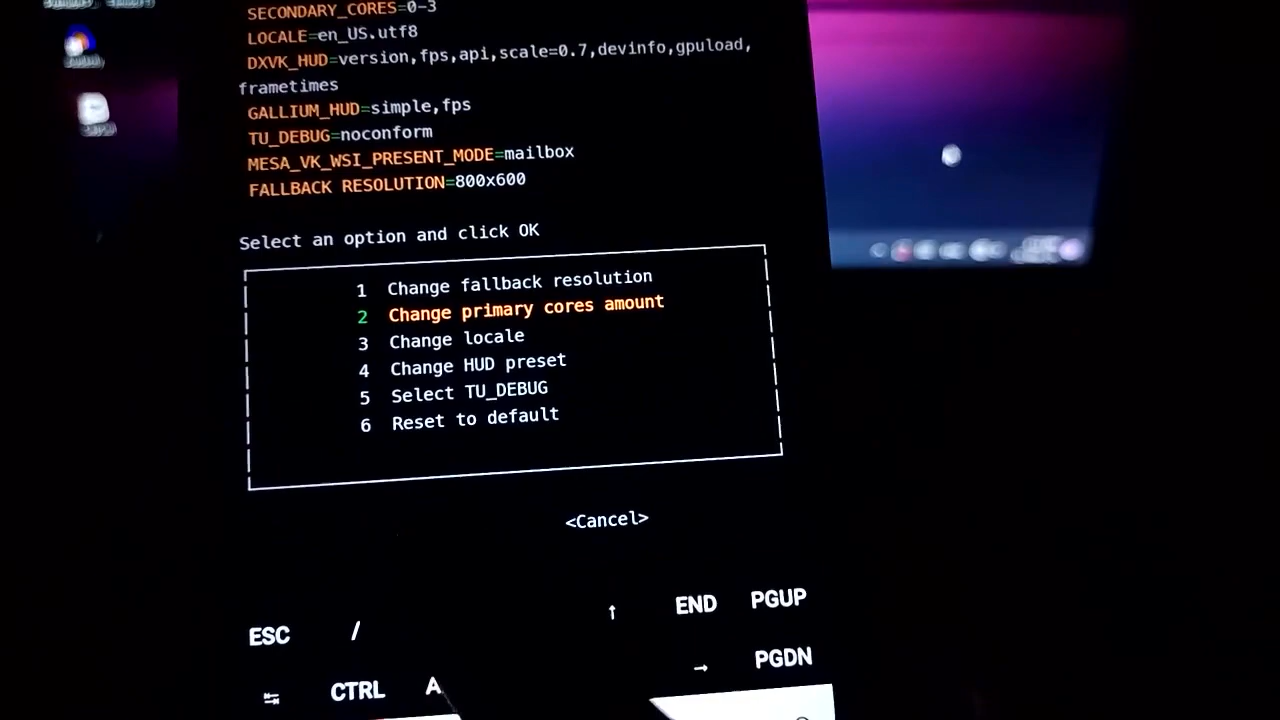 SECONDARY_CORES=0-3
LOCALE=en_US.utf8
DXVK_HUD=version,fps,api,scale=0.7,devinfo,gpuload,
frametimes
GALLIUM_HUD=simple,fps
TU_DEBUG=noconform
MESA_VK_WSI_PRESENT_MODE=mailbox
FALLBACK RESOLUTION=800x600
Select an option and click OK
1 Change fallback resolution
2 Change primary cores amount
3 Change locale
4 Change HUD preset
5 Select TU_DEBUG
6 Reset to default
<Cancel>
ESC / ↑ END PGUP
↹ CTRL A → PGDN